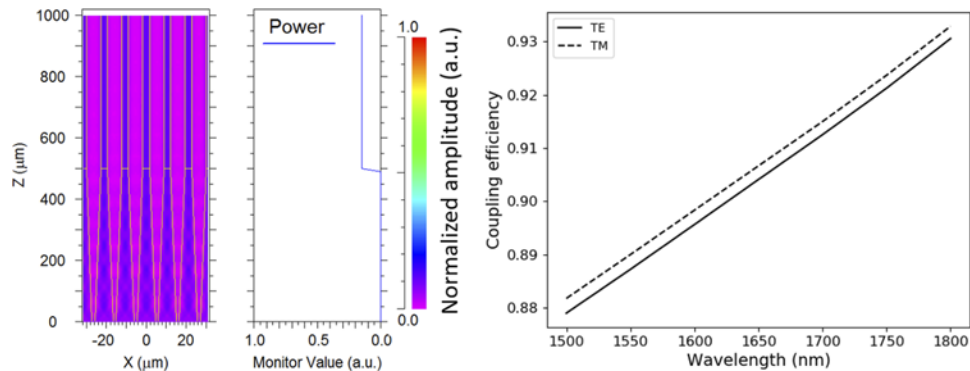 1000
800
600
400
200
0
Z (μm)
-20
0
20
X (μm)
Power
1.0
0.0
Monitor Value (a.u.)
1.0
0.0
Normalized amplitude (a.u.)
TE
TM
0.93
0.92
0.91
0.90
0.89
0.88
Coupling efficiency
1500
1550
1600
1650
1700
1750
1800
Wavelength (nm)